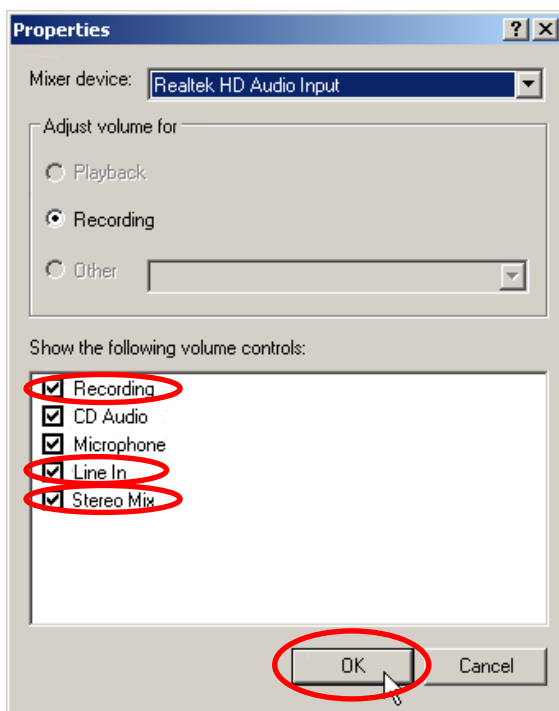 Properties
Mixer device: Realtek HD Audio Input
Adjust volume for
Playback
Recording
Other
Show the following volume controls:
Recording
CD Audio
Microphone
Line In
Stereo Mix
OK Cancel